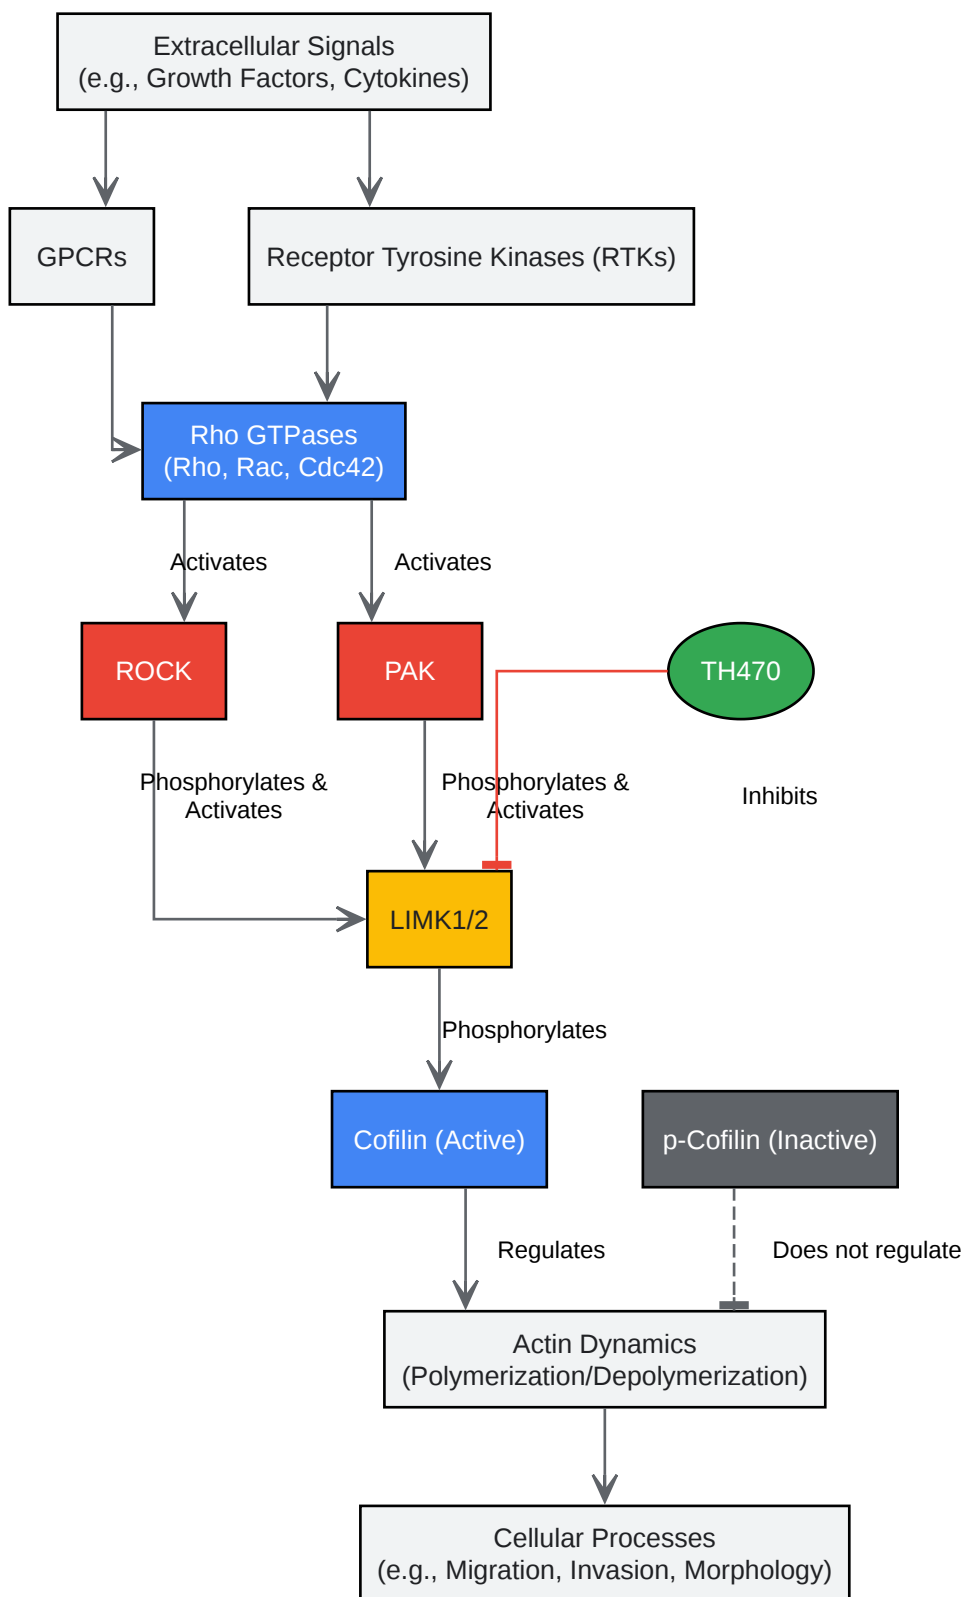 Extracellular Signals
(e.g., Growth Factors, Cytokines)
GPCRs
Receptor Tyrosine Kinases (RTKs)
Rho GTPases
(Rho, Rac, Cdc42)
Activates
Activates
ROCK
PAK
TH470
Phosphorylates &
Activates
Phosphorylates &
Activates
Inhibits
LIMK1/2
Phosphorylates
Cofilin (Active)
p-Cofilin (Inactive)
Regulates
Does not regulate
Actin Dynamics
(Polymerization/Depolymerization)
Cellular Processes
(e.g., Migration, Invasion, Morphology)